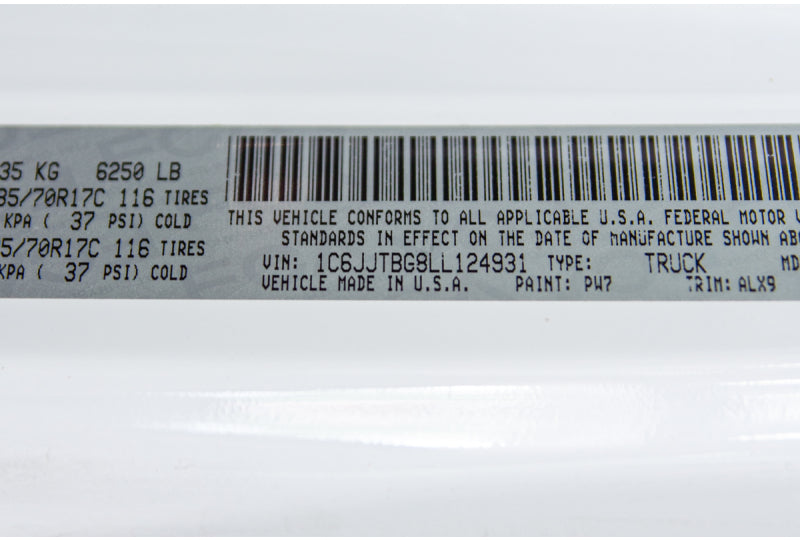 35 KG 6250 LB
35/70R17C 116 TIRES
KPA ( 37 PSI) COLD
5/70R17C 116 TIRES
KPA ( 37 PSI) COLD
THIS VEHICLE CONFORMS TO ALL APPLICABLE U.S.A. FEDERAL MOTOR V
STANDARDS IN EFFECT ON THE DATE OF MANUFACTURE SHOWN AB
VIN: 1C6JJTBG8LL124931 TYPE: TRUCK MD
VEHICLE MADE IN U.S.A. PAINT: PW7 TRIM: ALX9